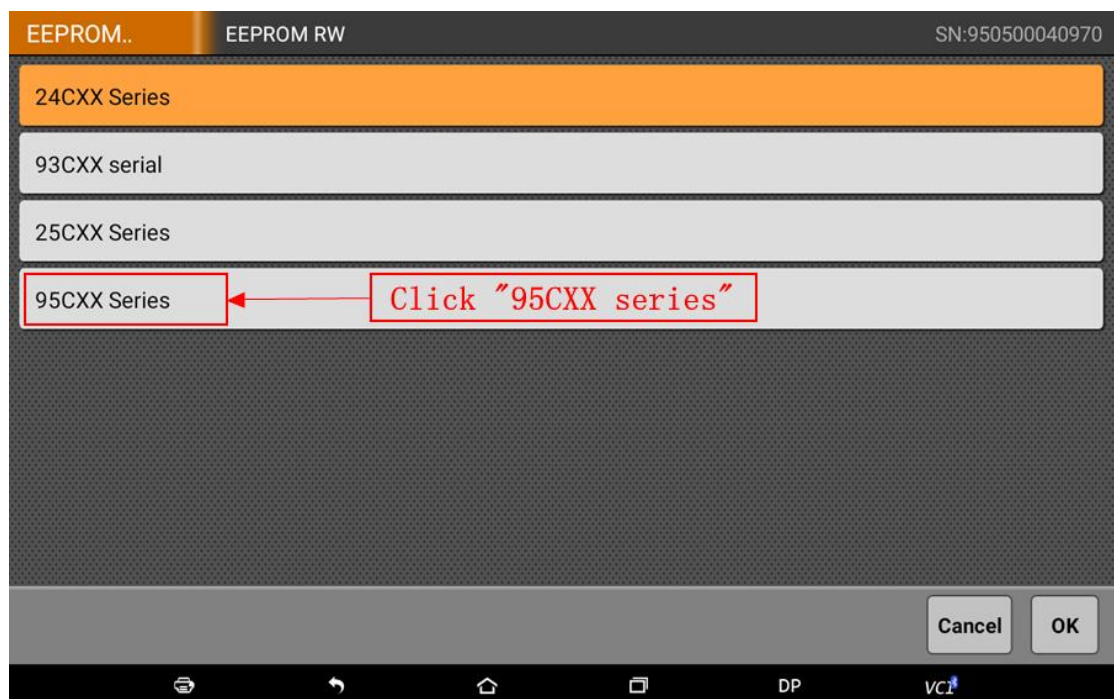 EEPROM.. EEPROM RW SN:950500040970
24CXX Series
93CXX serial
25CXX Series
95CXX Series Click "95CXX series"
Cancel OK
DP VCI